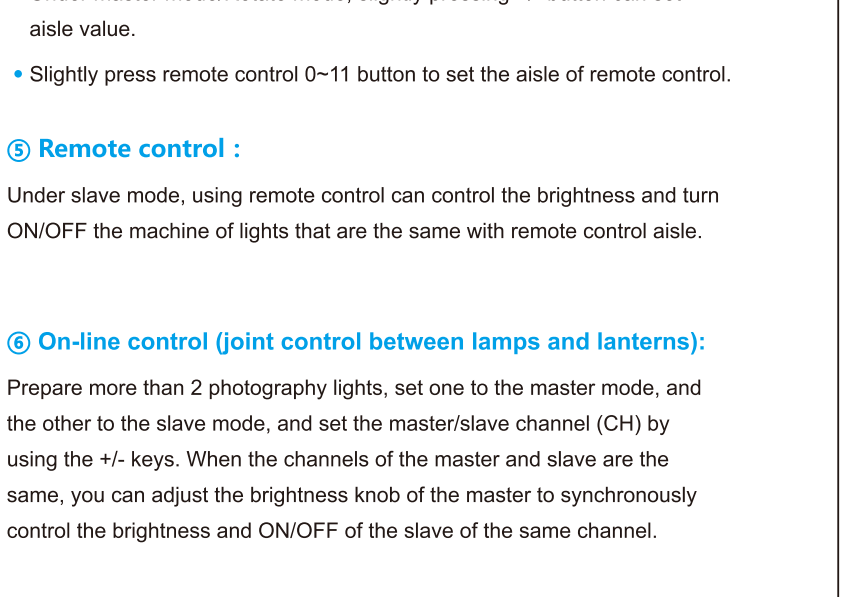 aisle value.
• Slightly press remote control 0~11 button to set the aisle of remote control.
⑤ Remote control :
Under slave mode, using remote control can control the brightness and turn
ON/OFF the machine of lights that are the same with remote control aisle.
⑥ On-line control (joint control between lamps and lanterns):
Prepare more than 2 photography lights, set one to the master mode, and
the other to the slave mode, and set the master/slave channel (CH) by
using the +/- keys. When the channels of the master and slave are the
same, you can adjust the brightness knob of the master to synchronously
control the brightness and ON/OFF of the slave of the same channel.